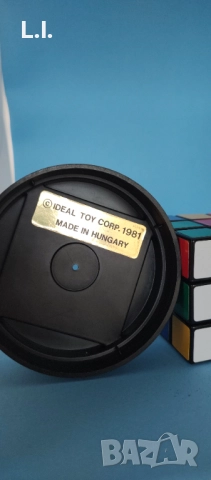 L.I.
© IDEAL TOY CORP. 1981
MADE IN HUNGARY
BAZAR
bg